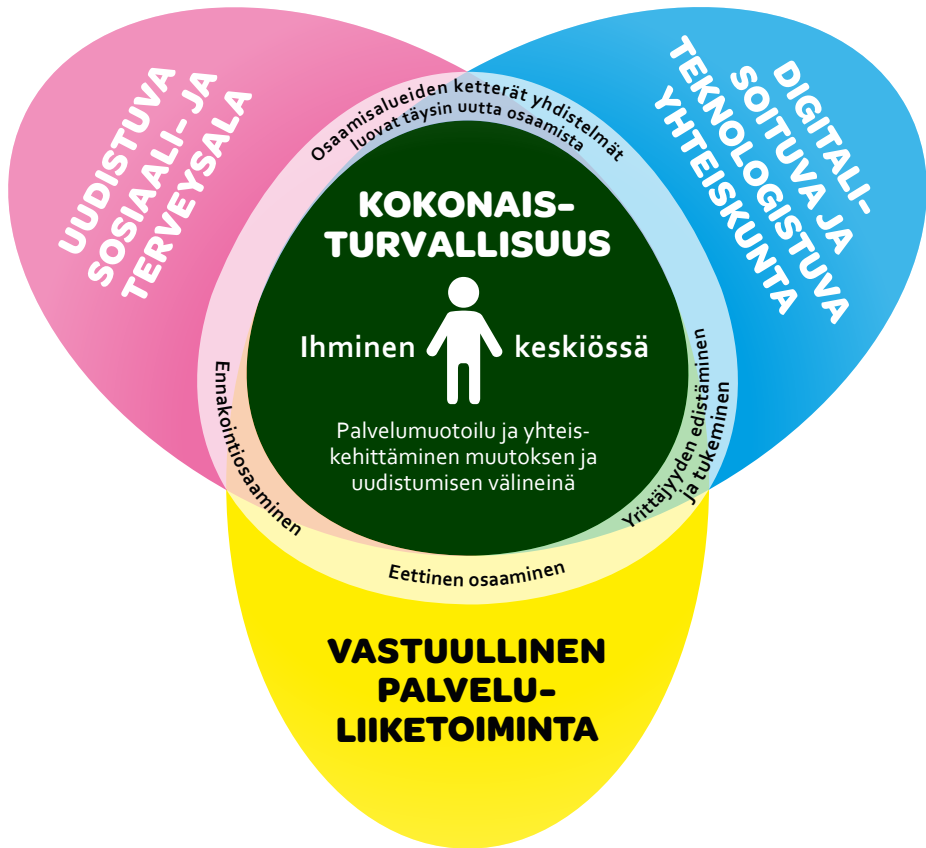 UUDISTUVA
SOSIAALI- JA
TERVEYSALA
DIGITALI-
SOITUVA JA
TEKNOLOGISTUVA
YHTEISKUNTA
Osaamisalueiden ketterät yhdistelmät
luovat täysin uutta osaamista
KOKONAIS-
TURVALLISUUS
Ihminen keskiössä
Palvelumuotoilu ja yhteis-
kehittäminen muutoksen ja
uudistumisen välineinä
Ennakointiosaaminen
Yrittäjyyden edistäminen
ja tukeminen
Eettinen osaaminen
VASTUULLINEN
PALVELU-
LIIKETOIMINTA